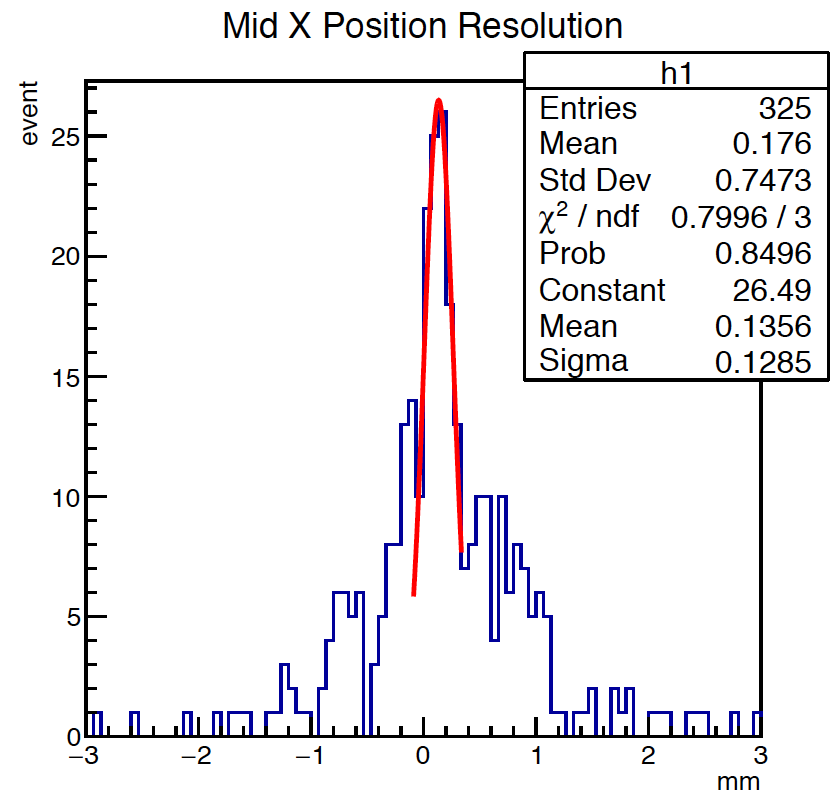 Mid X Position Resolution
h1
Entries 325
Mean 0.176
Std Dev 0.7473
χ² / ndf 0.7996 / 3
Prob 0.8496
Constant 26.49
Mean 0.1356
Sigma 0.1285
event
25
20
15
10
5
0
−3 −2 −1 0 1 2 3
mm